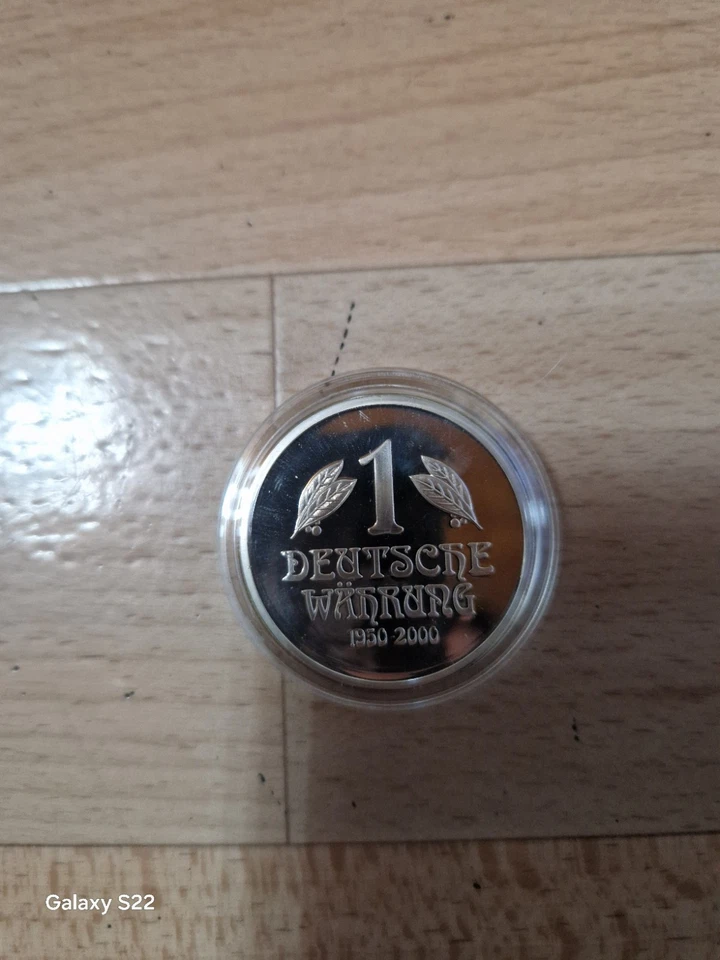 1
DEUTSCHE
WÄHRUNG
1950-2000
Galaxy S22